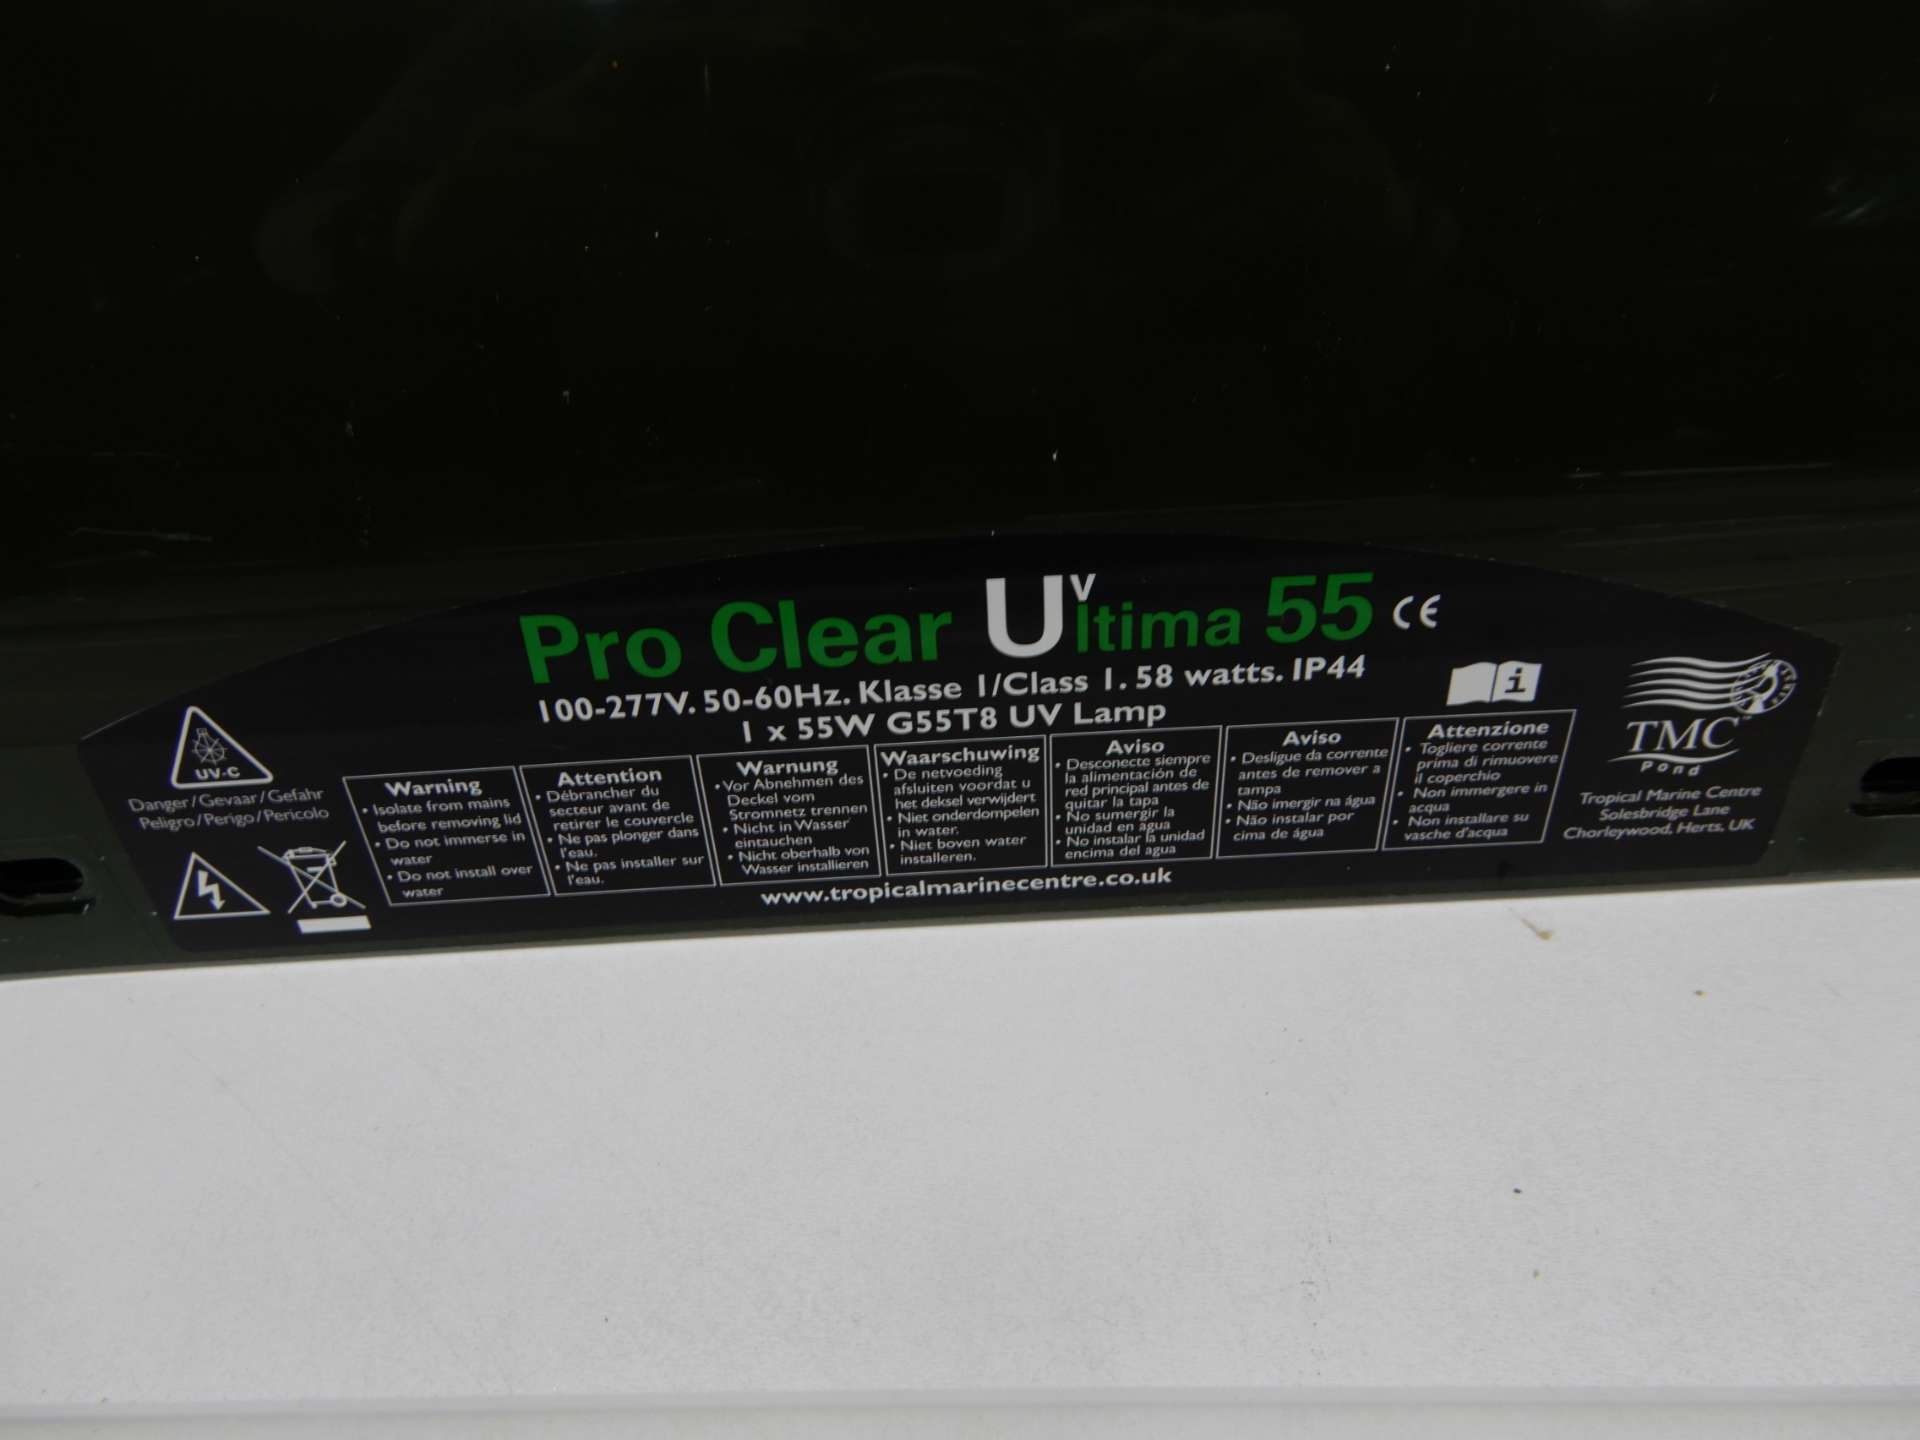 Pro Clear UVltima 55 CE
100-277V. 50-60Hz. Klasse 1/Class 1. 58 watts. IP44
1 x 55W G55T8 UV Lamp
UV-C
Danger/Gevaar/Gefahr
Peligro/Perigo/Pericolo
Warning
• Isolate from mains
before removing lid
• Do not immerse in
water
• Do not install over
water
Attention
• Débrancher du
secteur avant de
retirer le couvercle
• Ne pas plonger dans
l'eau.
• Ne pas installer sur
l'eau.
Warnung
• Vor Abnehmen des
Deckel vom
Stromnetz trennen
• Nicht in Wasser
eintauchen
• Nicht oberhalb von
Wasser installieren
Waarschuwing
• De netvoeding
afsluiten voordat u
het deksel verwijdert
• Niet onderdompelen
in water.
• Niet boven water
installeren.
Aviso
• Desconecte siempre
la alimentación de
red principal antes de
quitar la tapa
• No sumergir la
unidad en agua
• No instalar la unidad
encima del agua
Aviso
• Desligue da corrente
antes de remover a
tampa
• Não imergir na água
• Não instalar por
cima de água
Attenzione
• Togliere corrente
prima di rimuovere
il coperchio
• Non immergere in
acqua
• Non installare su
vasche d'acqua
i
TMC
Pond
Tropical Marine Centre
Solesbridge Lane
Chorleywood, Herts, UK
www.tropicalmarinecentre.co.uk